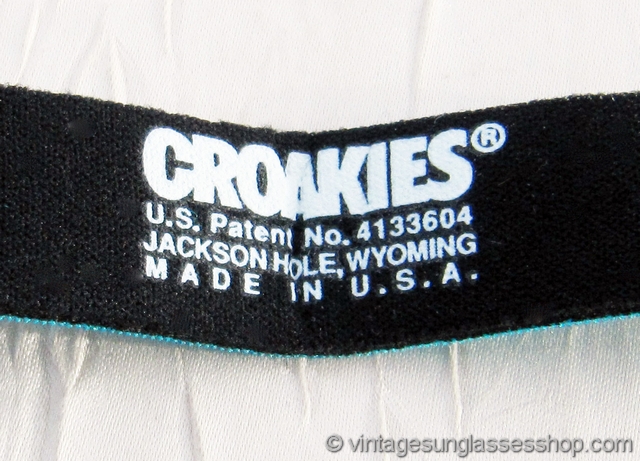 CROAKIES®
U.S. Patent No. 4133604
JACKSON HOLE, WYOMING
MADE IN U.S.A.
© vintagesunglassesshop.com